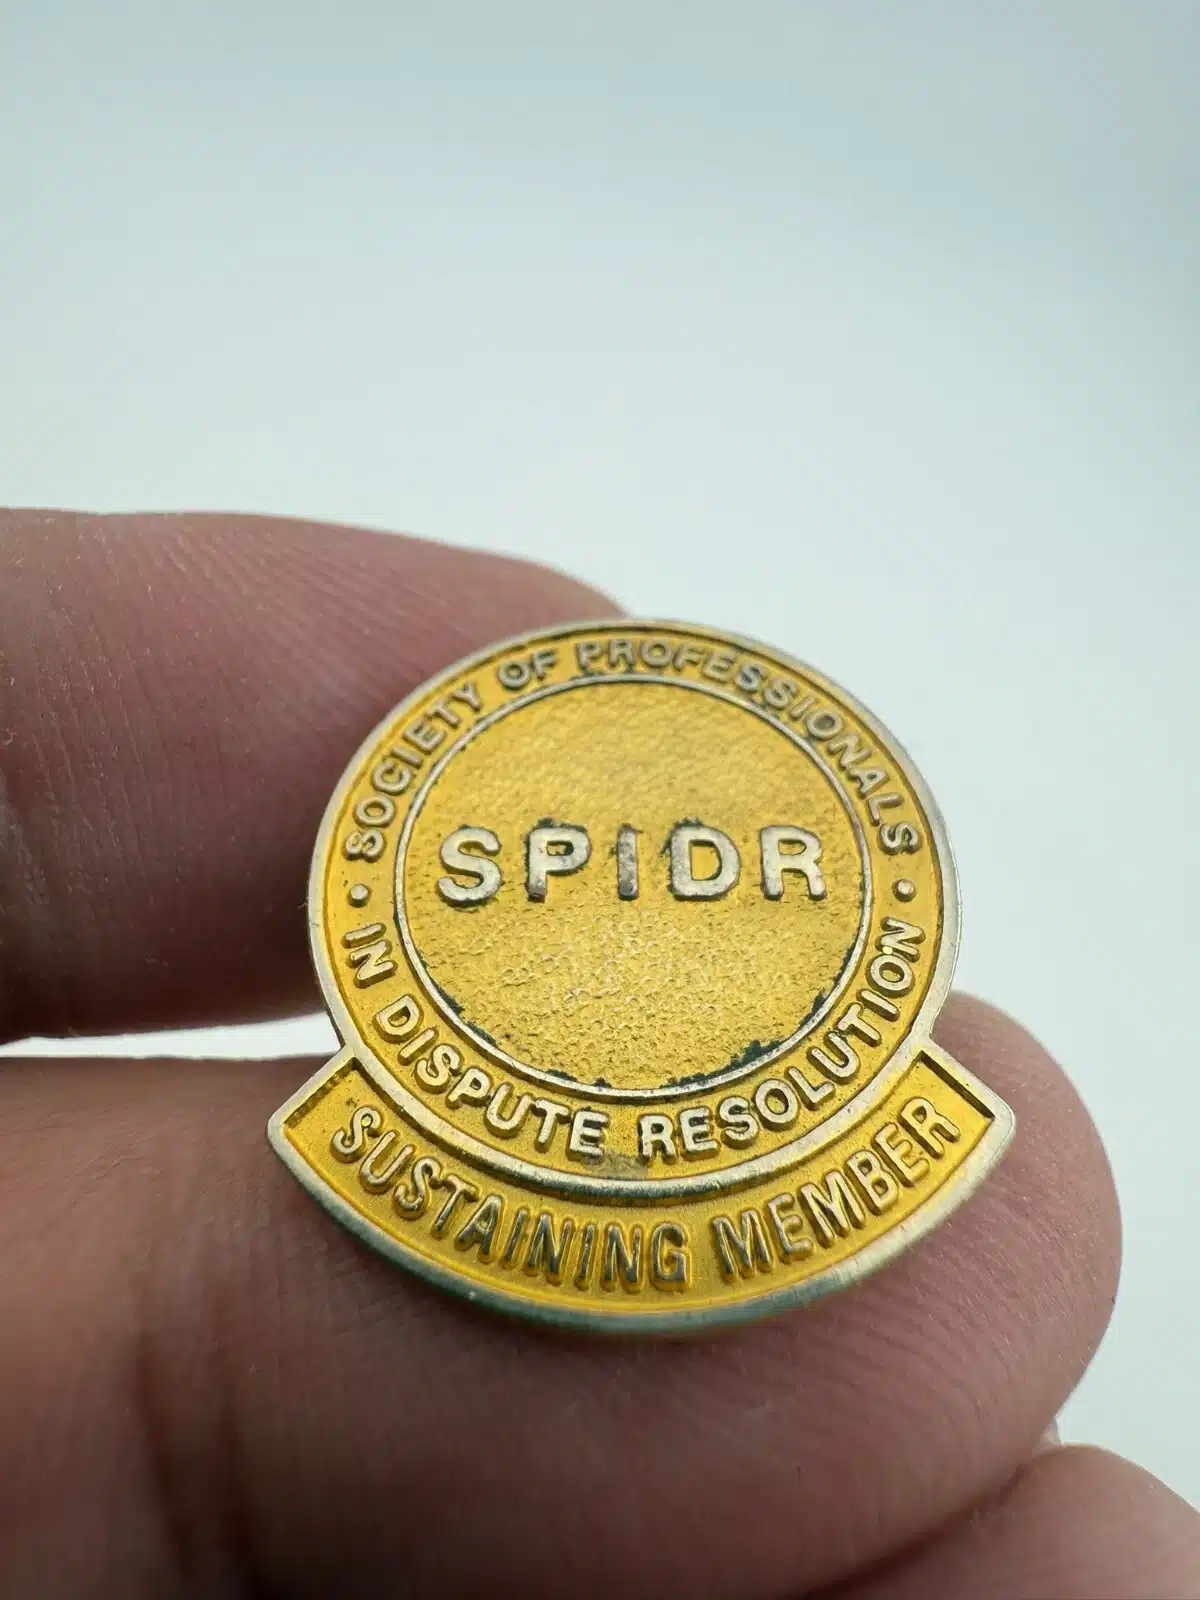 • SOCIETY OF PROFESSIONALS •
SPIDR
IN DISPUTE RESOLUTION
SUSTAINING MEMBER